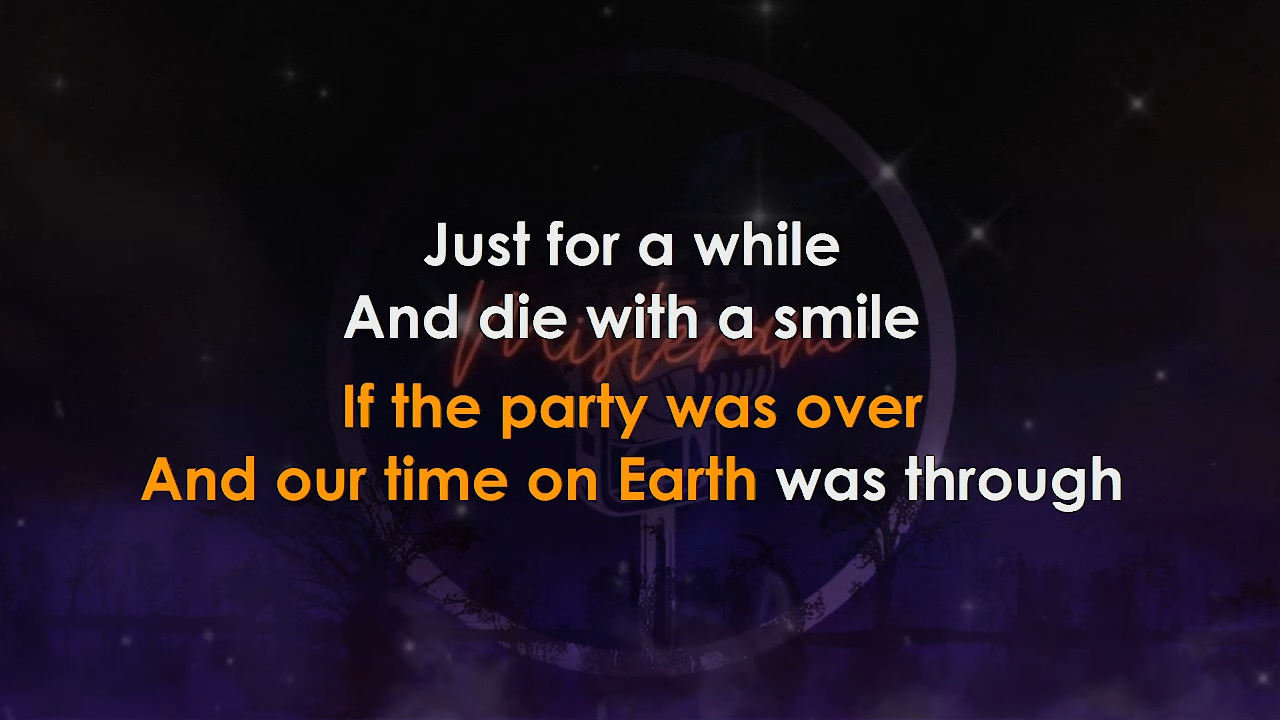 Just for a while
And die with a smile
Misteram
If the party was over
And our time on Earth was through